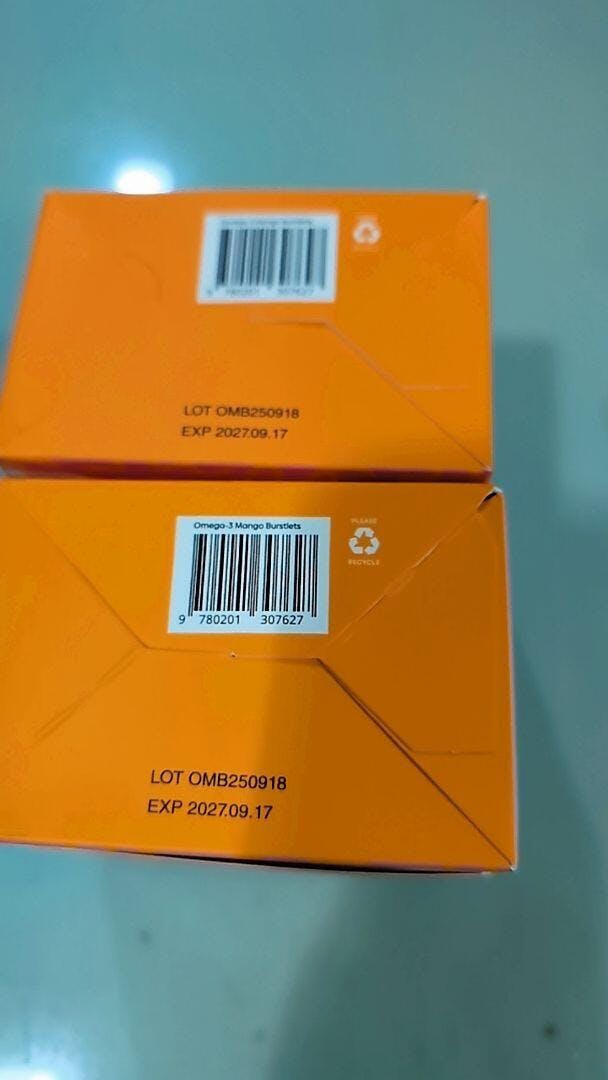 780201 307627
LOT OMB250918
EXP 2027.09.17
Omega-3 Mango Burstlets
PLEASE
RECYCLE
9 780201 307627
LOT OMB250918
EXP 2027.09.17